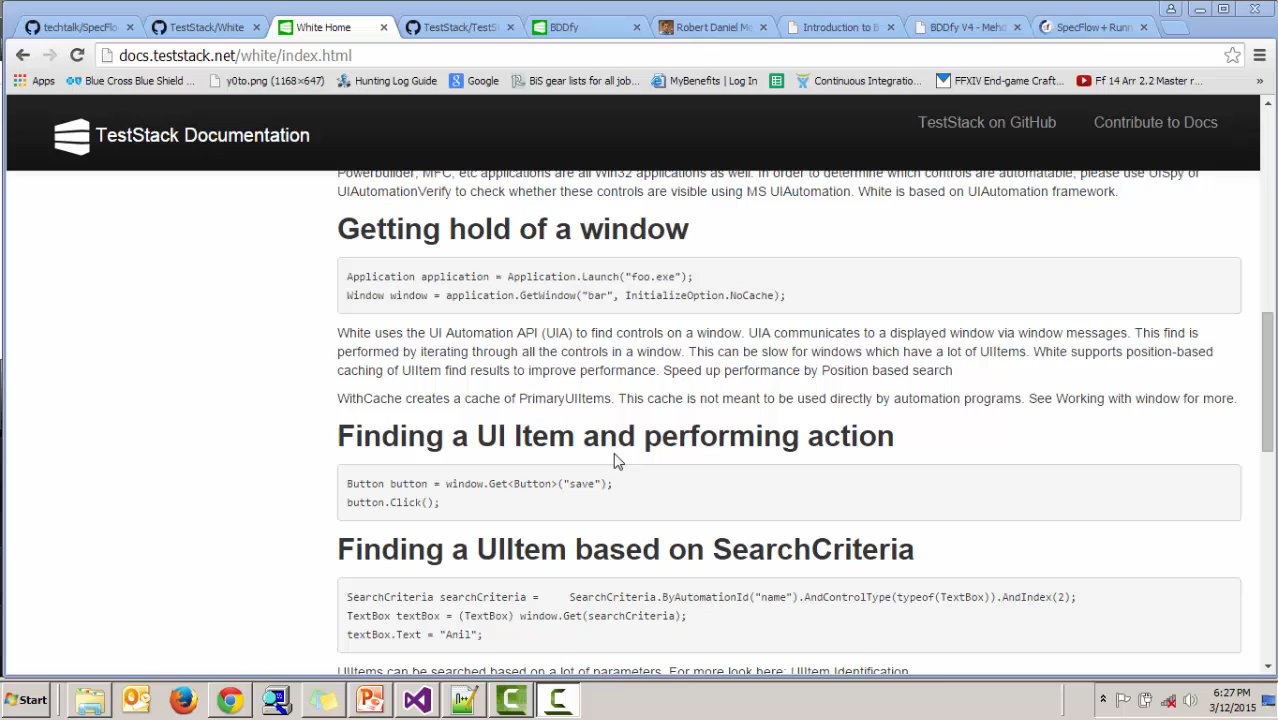 techtalk/SpecFl
TestStack/White
White Home
TestStack/TestSt
BDDfy
Robert Daniel Mo
Introduction to B
BDDfy V4 - Mehd
SpecFlow+Runn
docs.teststack.net/white/index.html
Apps
Blue Cross Blue Shield ...
y0to.png (1168×647)
Hunting Log Guide
Google
BiS gear lists for all job...
MyBenefits | Log In
Continuous Integratio...
FFXIV End-game Craft...
Ff 14 Arr 2.2 Master r...
»
TestStack Documentation
TestStack on GitHub
Contribute to Docs
Powerbuilder, MFC, etc applications are all Win32 applications as well. In order to determine which controls are automatable, please use UISpy or
UIAutomationVerify to check whether these controls are visible using MS UIAutomation. White is based on UIAutomation framework.
Getting hold of a window
Application application = Application.Launch("foo.exe");
Window window = application.GetWindow("bar", InitializeOption.NoCache);
White uses the UI Automation API (UIA) to find controls on a window. UIA communicates to a displayed window via window messages. This find is
performed by iterating through all the controls in a window. This can be slow for windows which have a lot of UIItems. White supports position-based
caching of UIItem find results to improve performance. Speed up performance by Position based search
WithCache creates a cache of PrimaryUIItems. This cache is not meant to be used directly by automation programs. See Working with window for more.
Finding a UI Item and performing action
Button button = window.Get<Button>("save");
button.Click();
Finding a UIItem based on SearchCriteria
SearchCriteria searchCriteria = SearchCriteria.ByAutomationId("name").AndControlType(typeof(TextBox)).AndIndex(2);
TextBox textBox = (TextBox) window.Get(searchCriteria);
textBox.Text = "Anil";
UIItems can be searched based on a lot of parameters. For more look here: UIItem Identification
Start
6:27 PM
3/12/2015